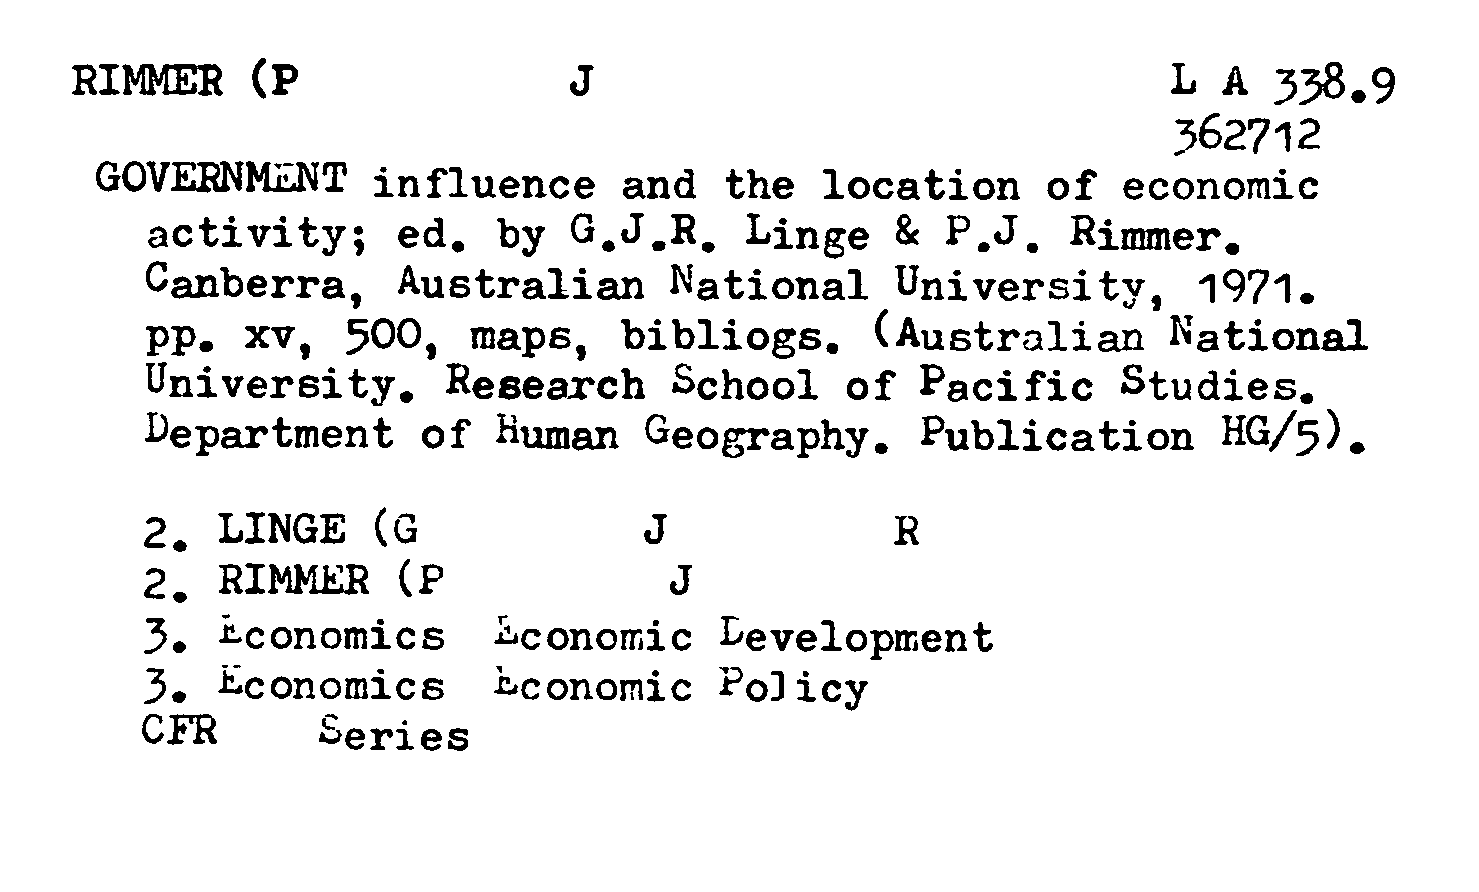 RIMMER (P J L A 338.9
362712
GOVERNMENT influence and the location of economic
activity; ed. by G.J.R. Linge & P.J. Rimmer.
Canberra, Australian National University, 1971.
pp. xv, 500, maps, bibliogs. (Australian National
University. Research School of Pacific Studies.
Department of Human Geography. Publication HG/5).
2. LINGE (G J R
2. RIMMER (P J
3. Economics Economic Development
3. Economics Economic Policy
CFR Series